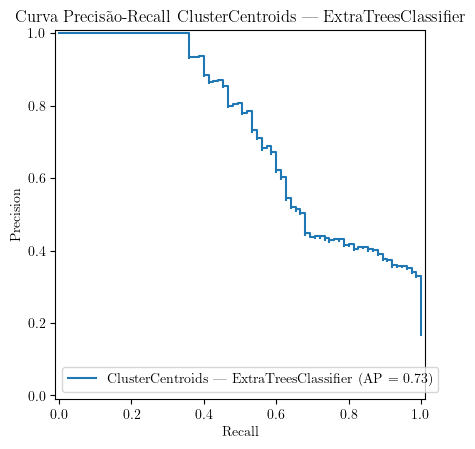 Curva Precisão-Recall ClusterCentroids — ExtraTreesClassifier
1.0
0.8
0.6
0.4
0.2
0.0
Precision
ClusterCentroids — ExtraTreesClassifier (AP = 0.73)
0.0 0.2 0.4 0.6 0.8 1.0
Recall